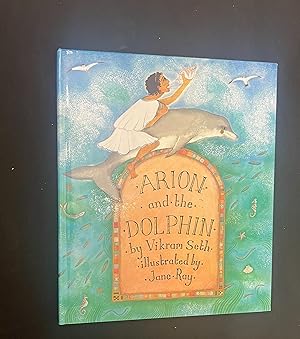 ·ARION·
·and·the·
·DOLPHIN·
·by·Vikram Seth·
·illustrated by·
·Jane·Ray·